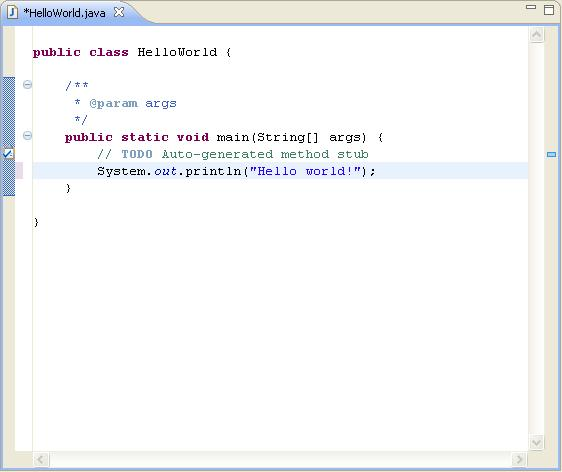 *HelloWorld.java
public class HelloWorld {
/**
* @param args
*/
public static void main(String[] args) {
// TODO Auto-generated method stub
System.out.println("Hello world!");
}
}